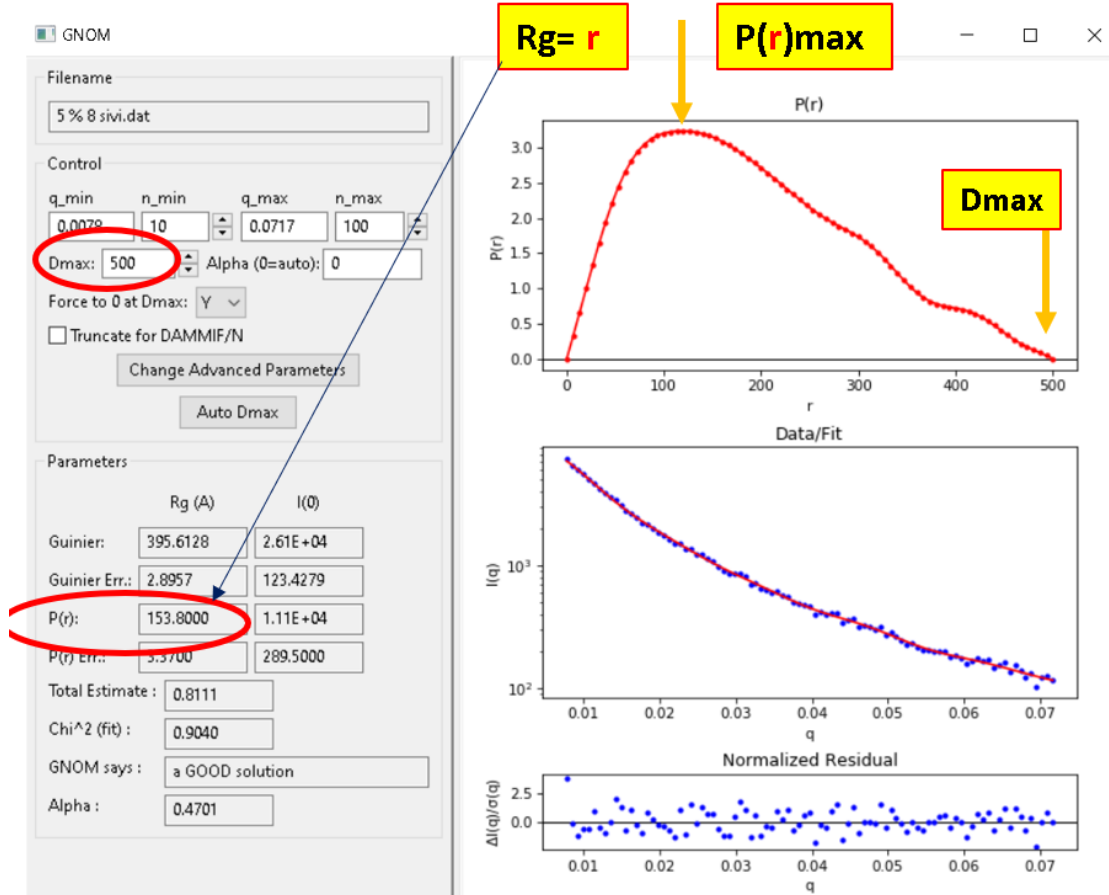 GNOM
Rg= r
P(r)max
Filename
5 % 8 sivi.dat
Control
q_min n_min q_max n_max
0.0078 10 0.0717 100
Dmax: 500 Alpha (0=auto): 0
Force to 0 at Dmax: Y
Truncate for DAMMIF/N
Change Advanced Parameters
Auto Dmax
Parameters
Rg (A) I(0)
Guinier: 395.6128 2.61E+04
Guinier Err.: 2.8957 123.4279
P(r): 153.8000 1.11E+04
P(r) Err.: 3.3700 289.5000
Total Estimate : 0.8111
Chi^2 (fit) : 0.9040
GNOM says : a GOOD solution
Alpha : 0.4701
P(r)
Dmax
P(r)
3.0
2.5
2.0
1.5
1.0
0.5
0.0
0 100 200 300 400 500
r
Data/Fit
I(q)
10³
10²
0.01 0.02 0.03 0.04 0.05 0.06 0.07
q
Normalized Residual
ΔI(q)/σ(q)
2.5
0.0
0.01 0.02 0.03 0.04 0.05 0.06 0.07
q